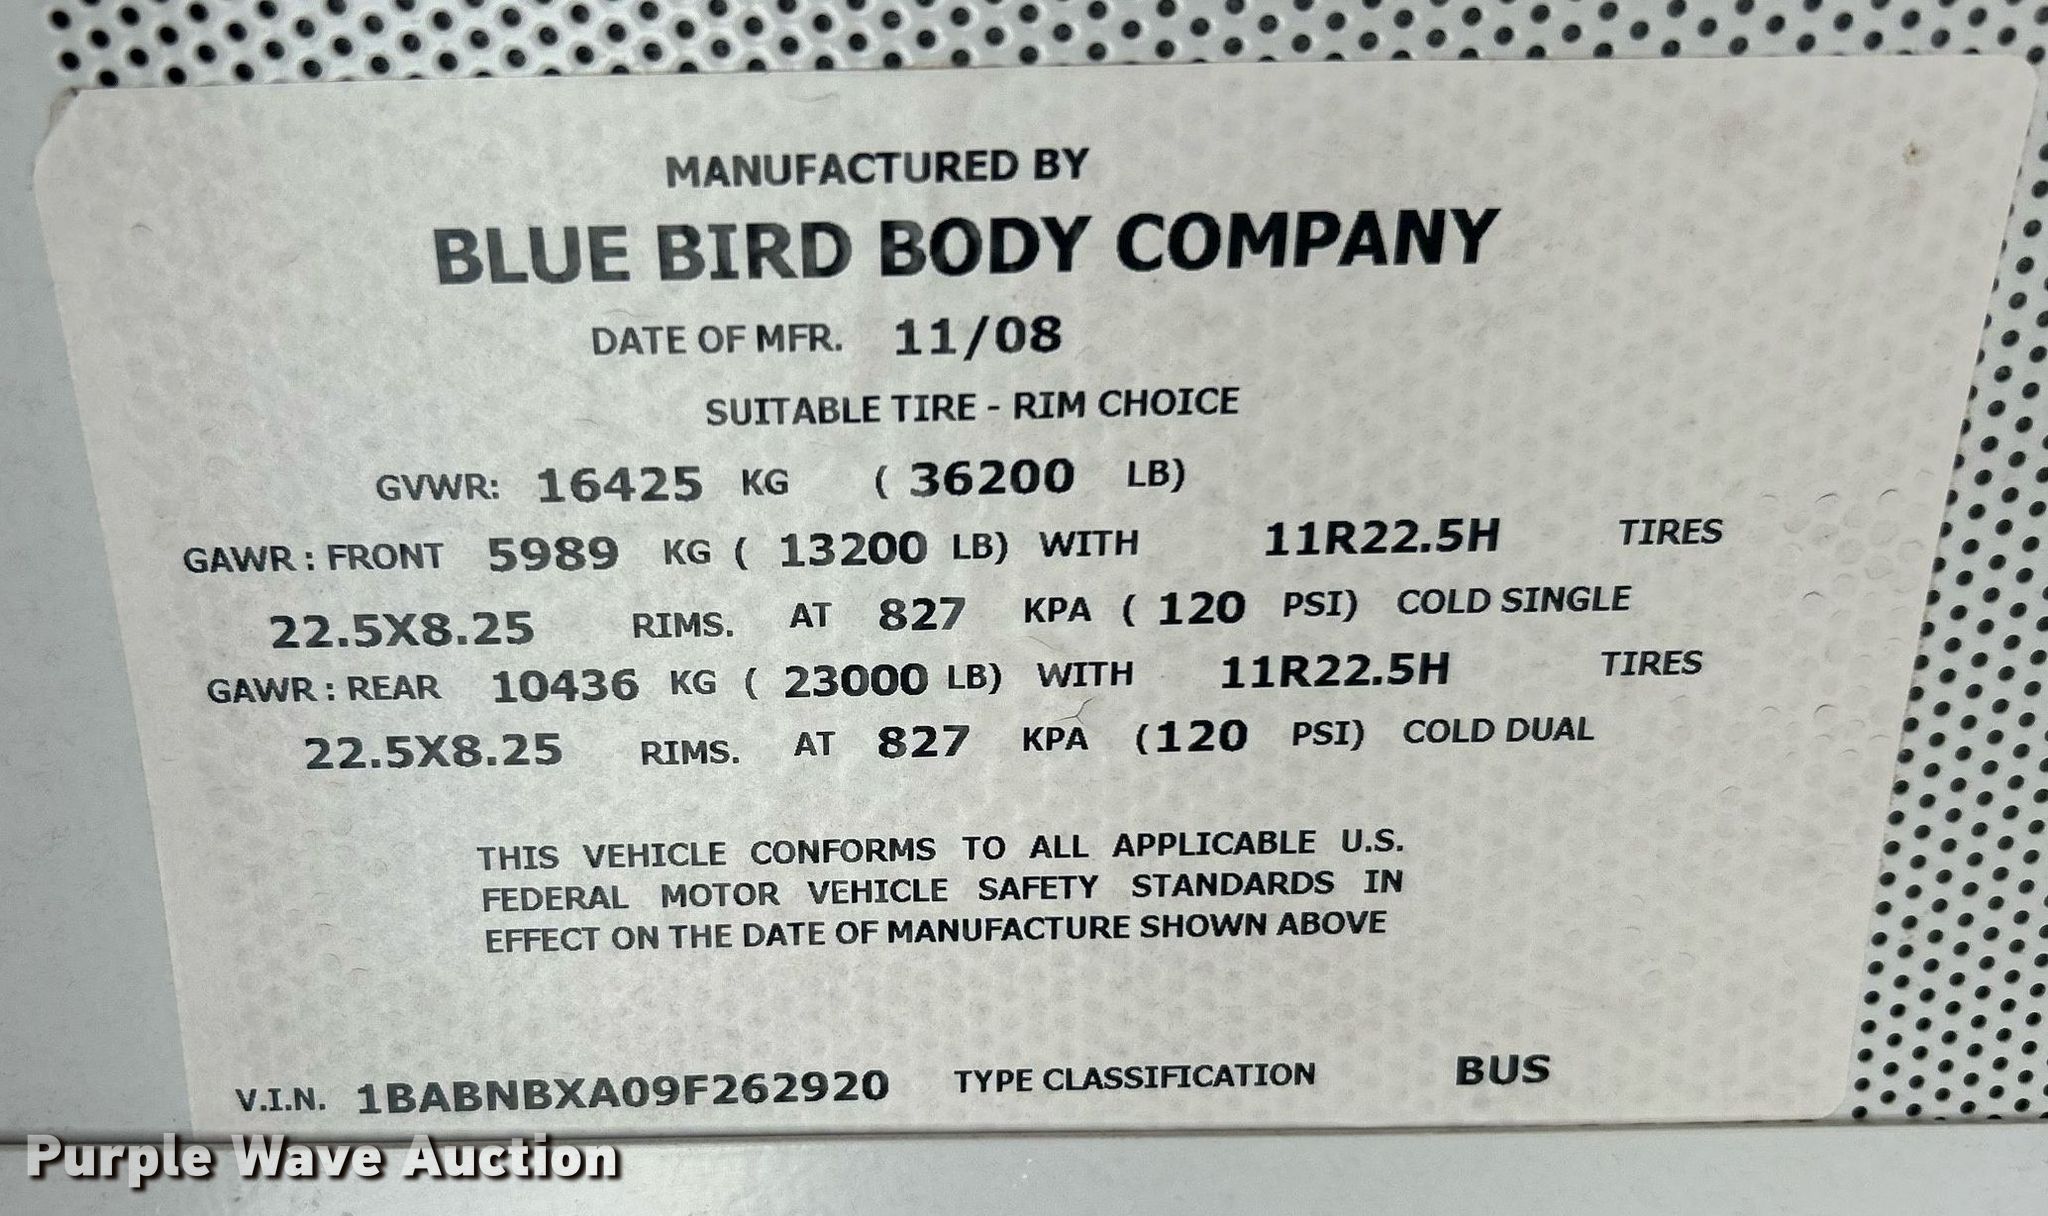 MANUFACTURED BY
BLUE BIRD BODY COMPANY
DATE OF MFR. 11/08
SUITABLE TIRE - RIM CHOICE
GVWR: 16425 KG ( 36200 LB)
GAWR : FRONT 5989 KG ( 13200 LB) WITH 11R22.5H TIRES
22.5X8.25 RIMS. AT 827 KPA ( 120 PSI) COLD SINGLE
GAWR : REAR 10436 KG ( 23000 LB) WITH 11R22.5H TIRES
22.5X8.25 RIMS. AT 827 KPA (120 PSI) COLD DUAL
THIS VEHICLE CONFORMS TO ALL APPLICABLE U.S.
FEDERAL MOTOR VEHICLE SAFETY STANDARDS IN
EFFECT ON THE DATE OF MANUFACTURE SHOWN ABOVE
V.I.N. 1BABNBXA09F262920 TYPE CLASSIFICATION BUS
Purple Wave Auction